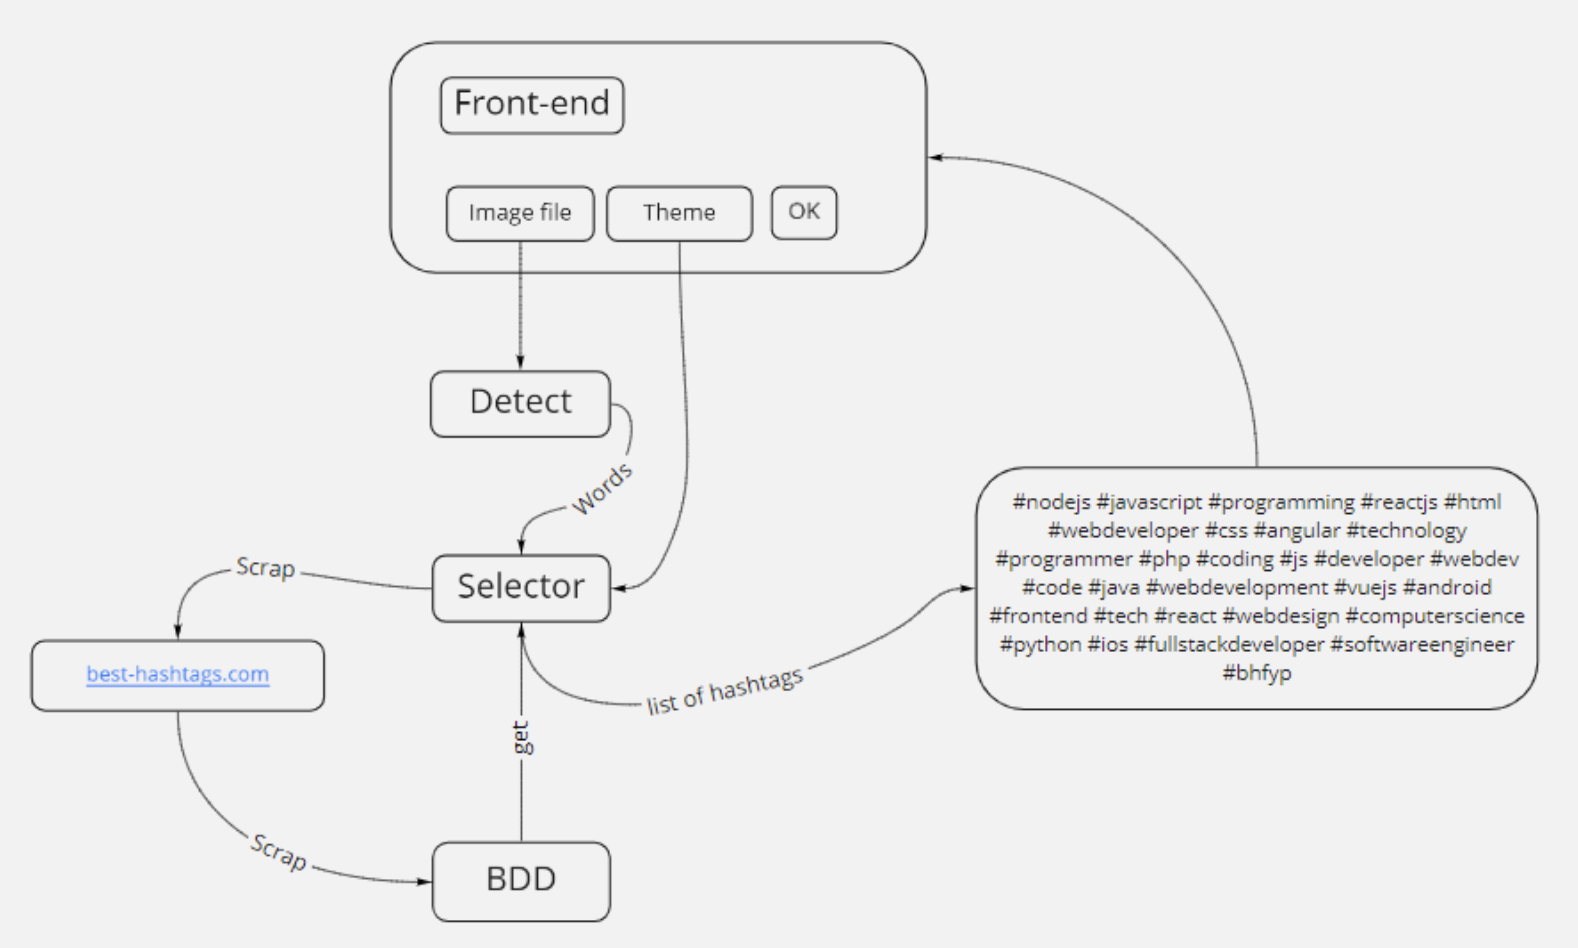 Front-end
Image file
Theme
OK
Detect
Words
Selector
Scrap
best-hashtags.com
list of hashtags
get
Scrap
BDD
#nodejs #javascript #programming #reactjs #html
#webdeveloper #css #angular #technology
#programmer #php #coding #js #developer #webdev
#code #java #webdevelopment #vuejs #android
#frontend #tech #react #webdesign #computerscience
#python #ios #fullstackdeveloper #softwareengineer
#bhfyp